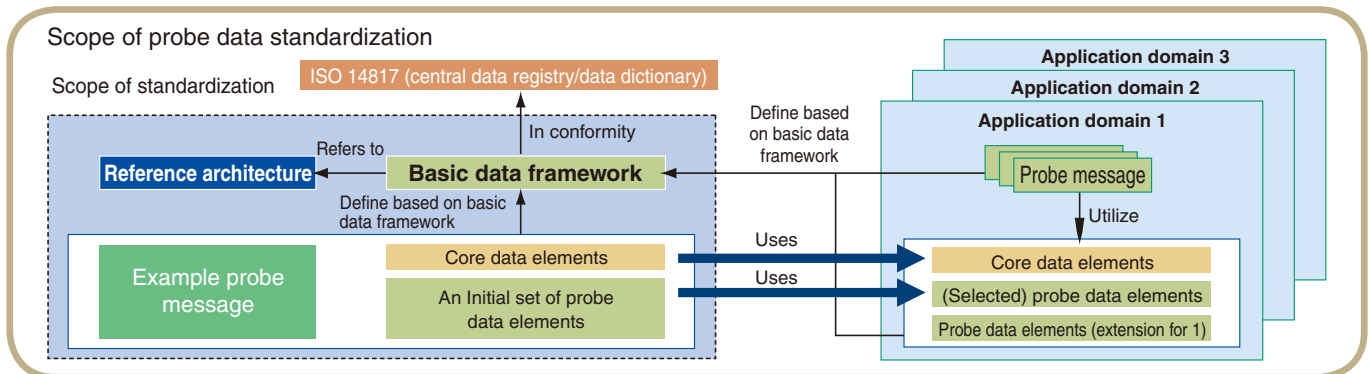 Scope of probe data standardization
Scope of standardization
ISO 14817 (central data registry/data dictionary)
In conformity
Refers to
Reference architecture
Basic data framework
Define based on basic
data framework
Example probe
message
Core data elements
An Initial set of probe
data elements
Define based
on basic data
framework
Uses
Uses
Application domain 3
Application domain 2
Application domain 1
Probe message
Utilize
Core data elements
(Selected) probe data elements
Probe data elements (extension for 1)